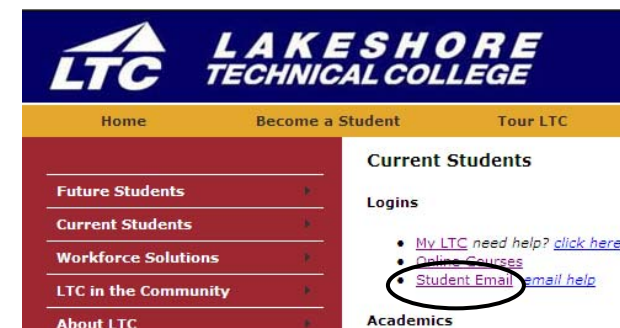 LTC
LAKESHORE
TECHNICAL COLLEGE
Home Become a Student Tour LTC
Future Students
Current Students
Workforce Solutions
LTC in the Community
About LTC
Current Students
Logins
My LTC need help? click here
Online Courses
Student Email email help
Academics